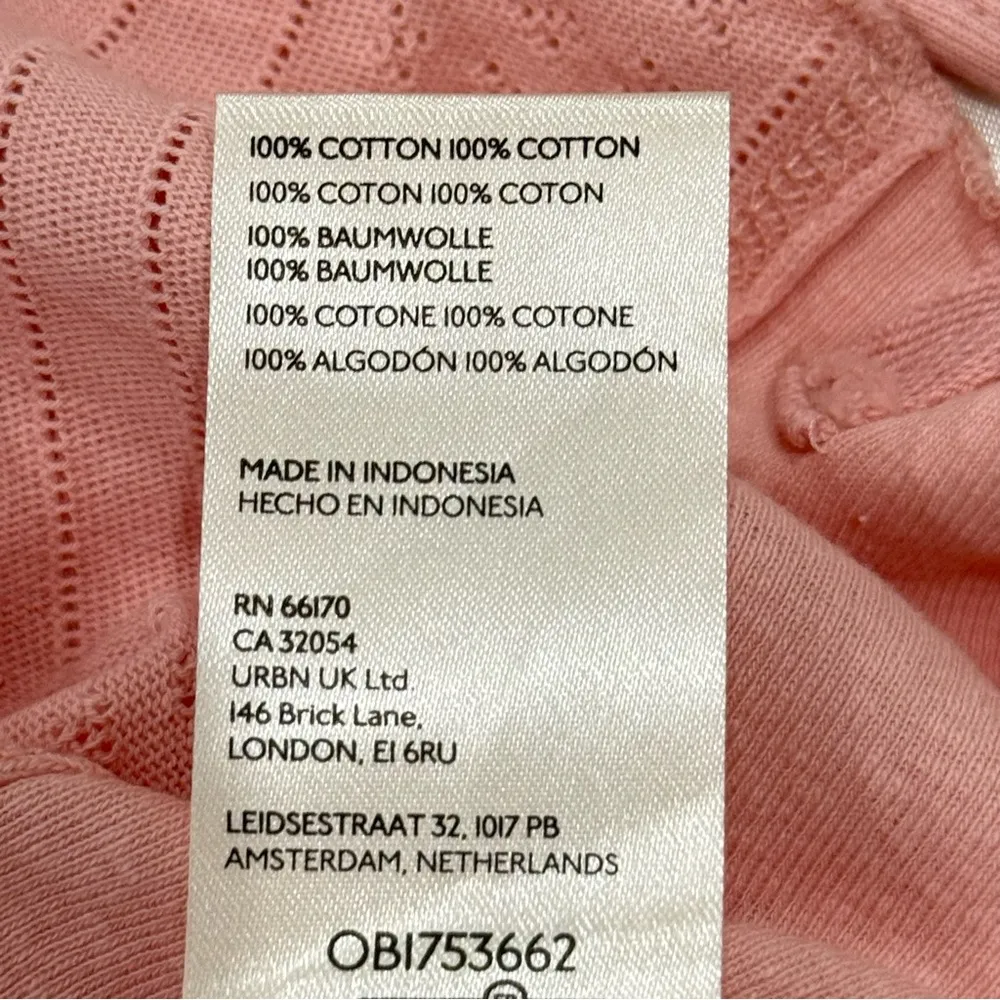 100% COTTON 100% COTTON
100% COTON 100% COTON
100% BAUMWOLLE
100% BAUMWOLLE
100% COTONE 100% COTONE
100% ALGODÓN 100% ALGODÓN
MADE IN INDONESIA
HECHO EN INDONESIA
RN 66170
CA 32054
URBN UK Ltd.
146 Brick Lane,
LONDON, E1 6RU
LEIDSESTRAAT 32, 1017 PB
AMSTERDAM, NETHERLANDS
OB1753662